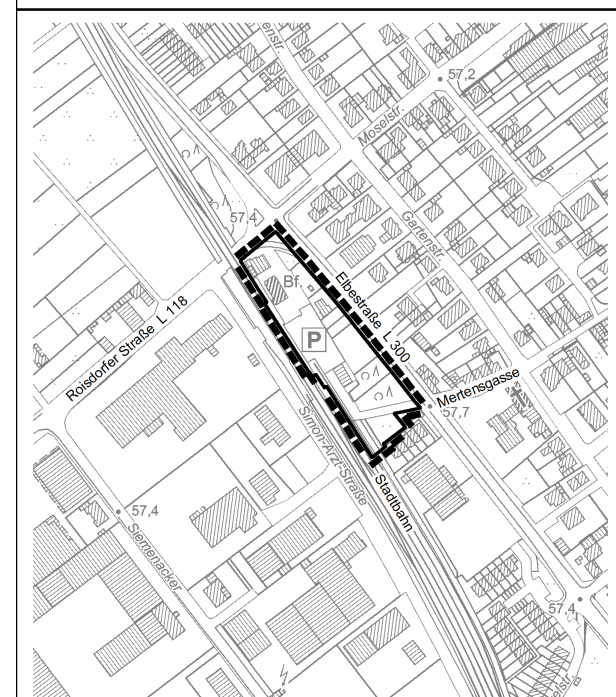 57,2
Moselstr.
57,4
Gartenstr.
Bf.
Elbestraße L 300
Roisdorfer Straße L 118
P
Mertensgasse
57,7
Simon-Arzt-Straße
Stadtbahn
57,4
Siemenacker
57,4